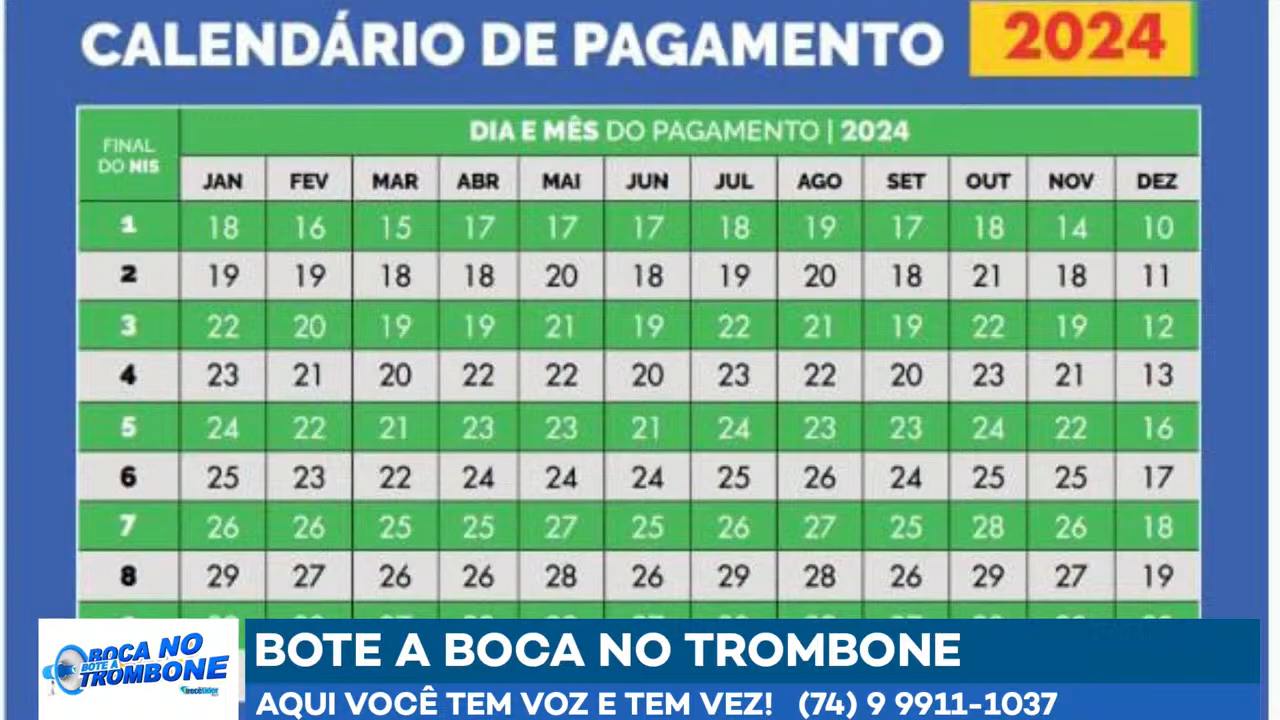 CALENDÁRIO DE PAGAMENTO 2024
FINAL DO NIS
DIA E MÊS DO PAGAMENTO | 2024
JAN FEV MAR ABR MAI JUN JUL AGO SET OUT NOV DEZ
1 18 16 15 17 17 17 18 19 17 18 14 10
2 19 19 18 18 20 18 19 20 18 21 18 11
3 22 20 19 19 21 19 22 21 19 22 19 12
4 23 21 20 22 22 20 23 22 20 23 21 13
5 24 22 21 23 23 21 24 23 23 24 22 16
6 25 23 22 24 24 24 25 26 24 25 25 17
7 26 26 25 25 27 25 26 27 25 28 26 18
8 29 27 26 26 28 26 29 28 26 29 27 19
BOCA NO
BOTE A
TROMBONE
BOTE A BOCA NO TROMBONE
AQUI VOCÊ TEM VOZ E TEM VEZ! (74) 9 9911-1037